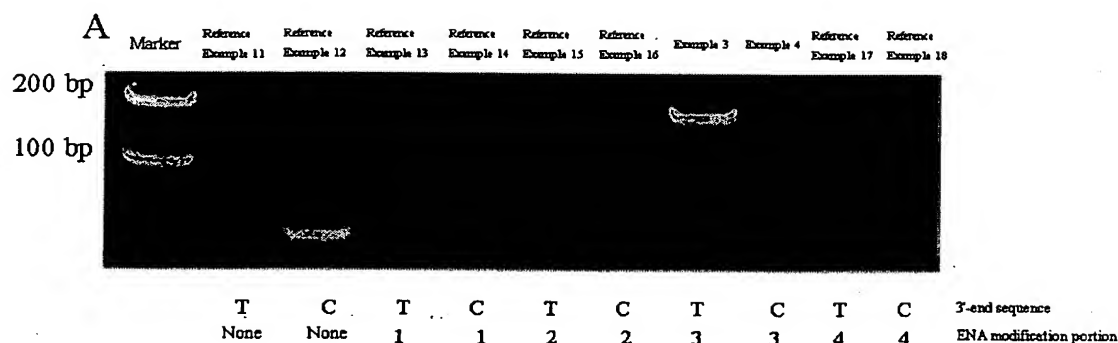 A
Marker Reference Example 11 Reference Example 12 Reference Example 13 Reference Example 14 Reference Example 15 Reference Example 16 Example 3 Example 4 Reference Example 17 Reference Example 18
200 bp
100 bp
T C T C T C T C T C 3'-end sequence
None None 1 1 2 2 3 3 4 4 ENA modification portion